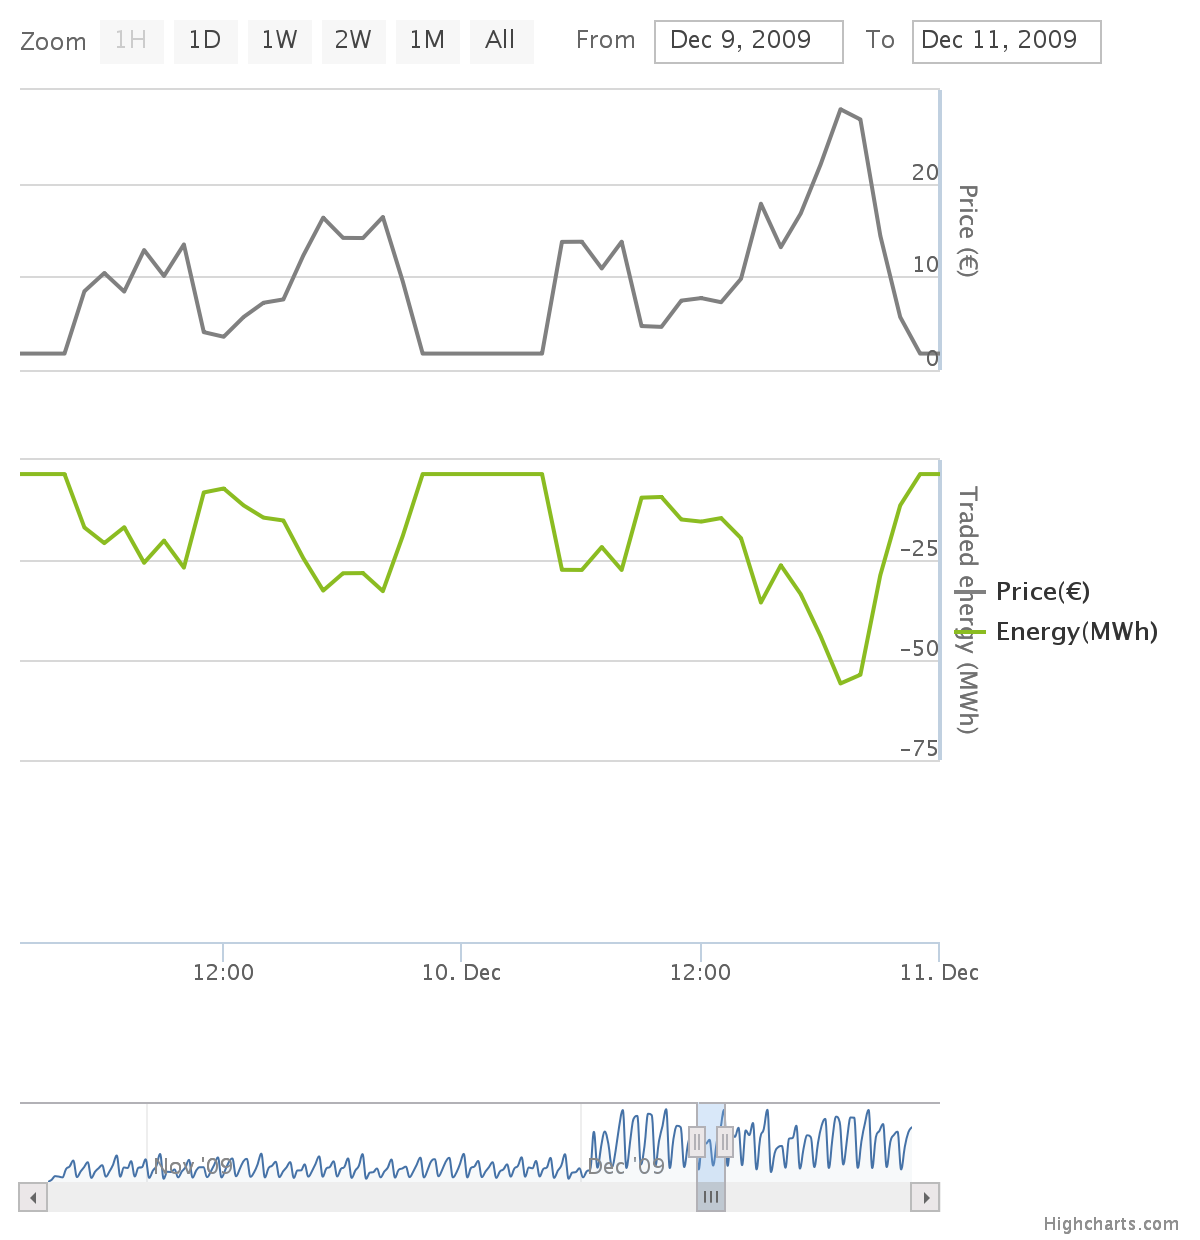 Zoom 1H 1D 1W 2W 1M All From Dec 9, 2009 To Dec 11, 2009
20
10
0
Price (€)
-25
-50
-75
Traded energy (MWh)
Price(€)
Energy(MWh)
12:00 10. Dec 12:00 11. Dec
Nov '09 Dec '09
Highcharts.com